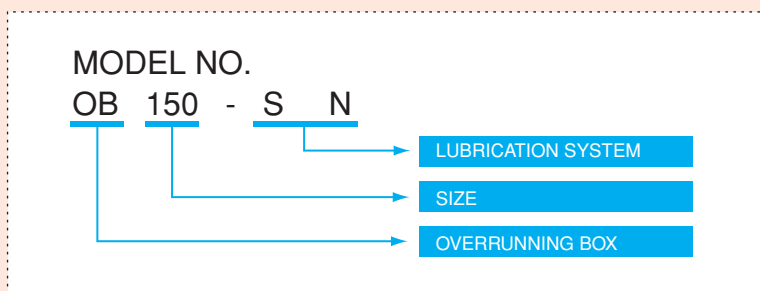 MODEL NO.
OB 150 - S N
LUBRICATION SYSTEM
SIZE
OVERRUNNING BOX